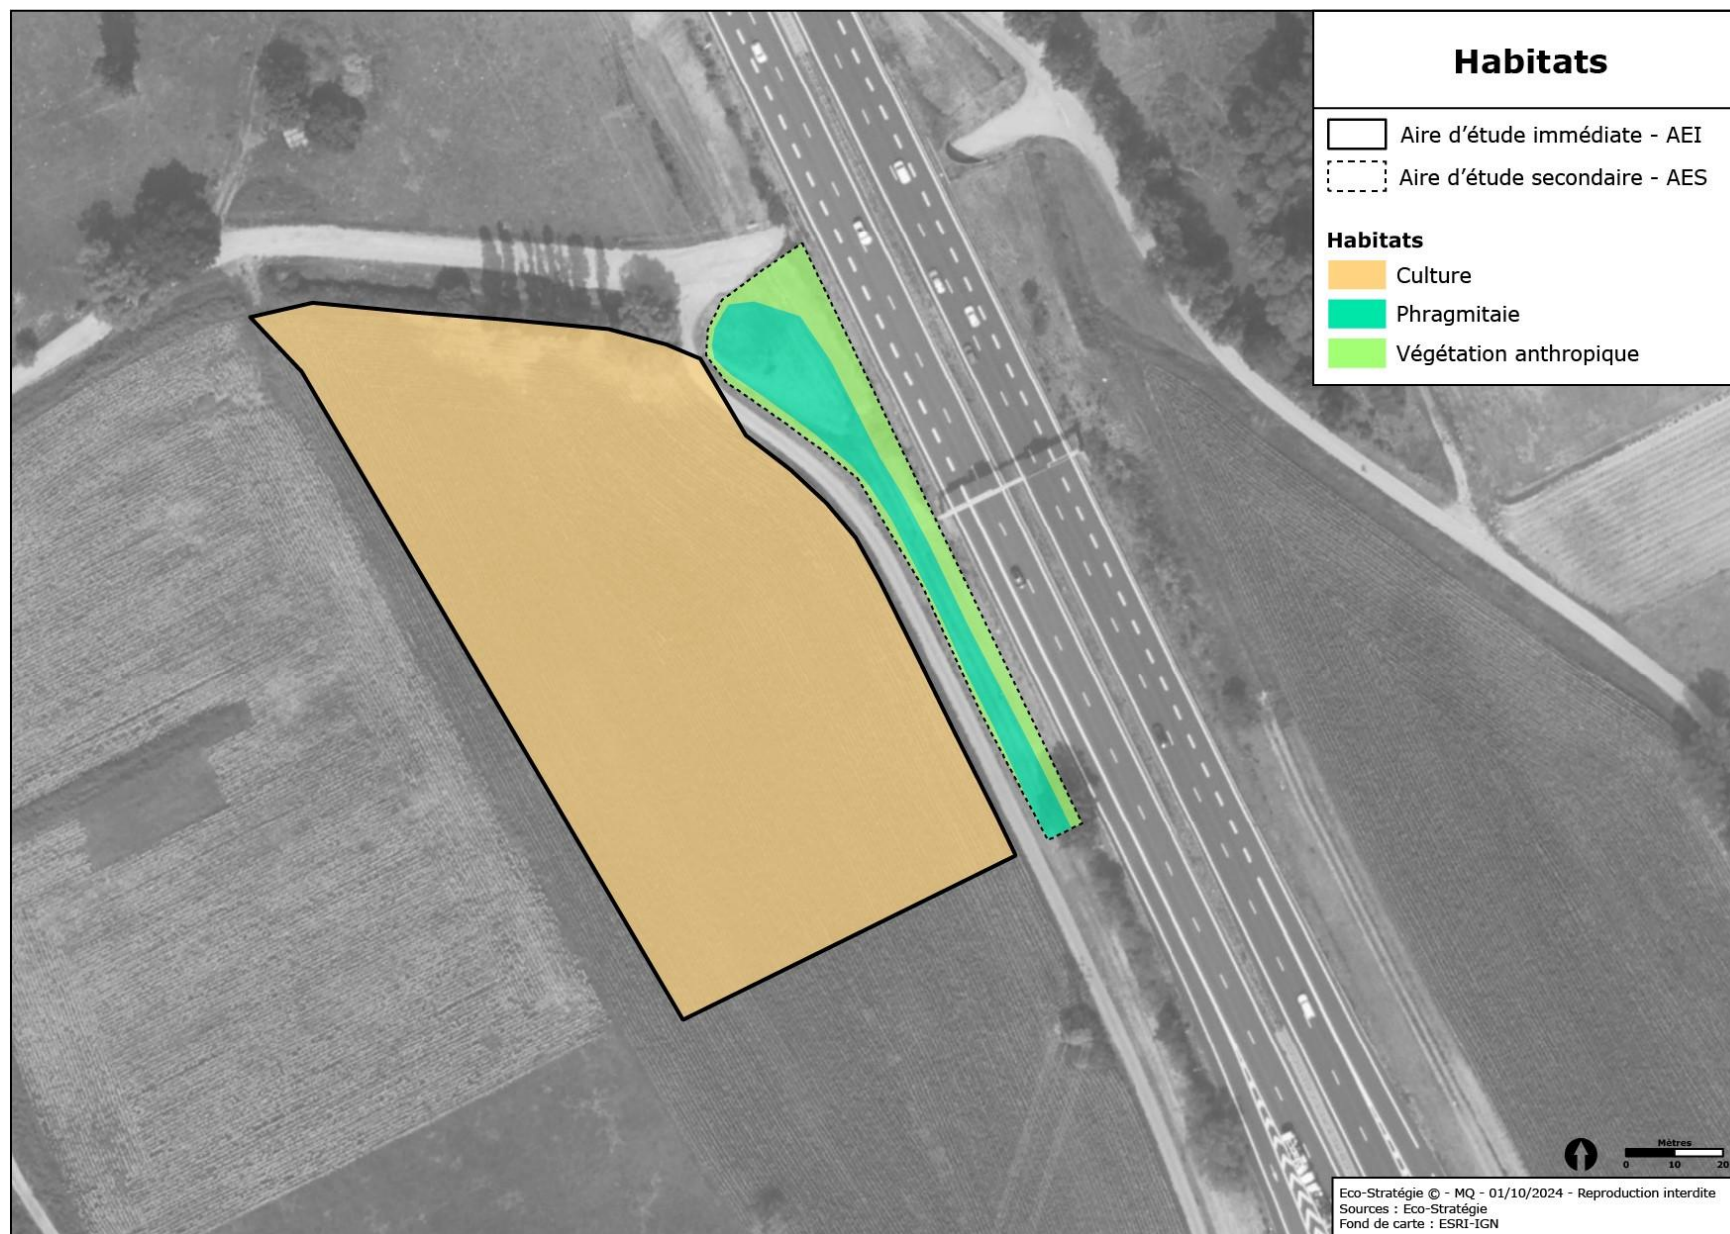 Habitats
Aire d'étude immédiate - AEI
Aire d'étude secondaire - AES
Habitats
Culture
Phragmitaie
Végétation anthropique
Mètres
0 10 20
Eco-Stratégie © - MQ - 01/10/2024 - Reproduction interdite
Sources : Eco-Stratégie
Fond de carte : ESRI-IGN